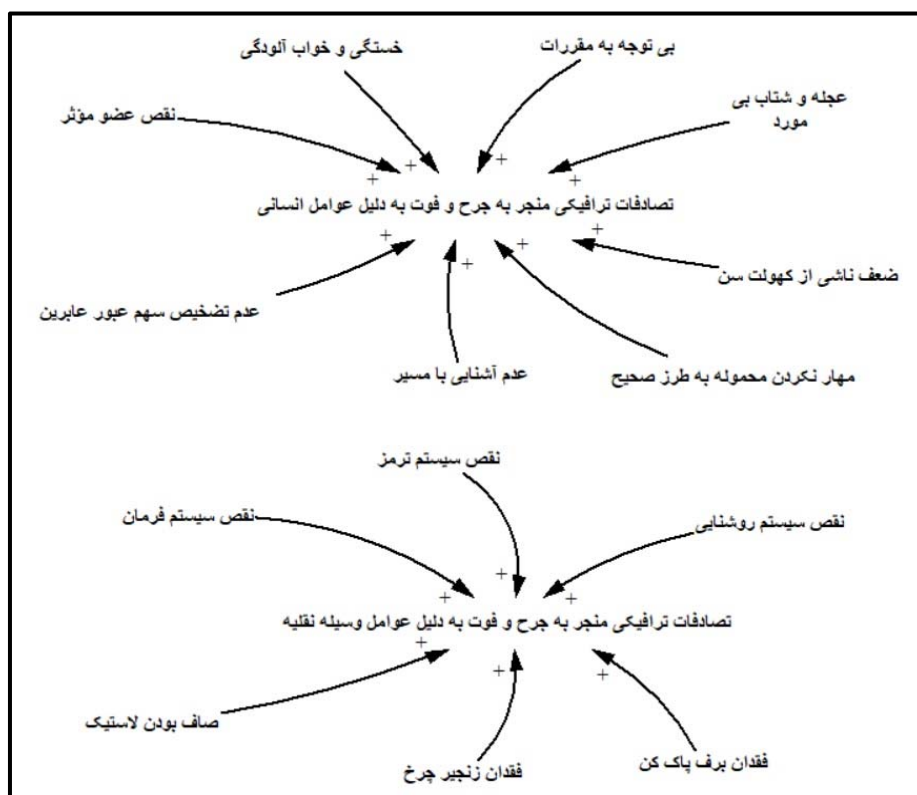 خستگی و خواب آلودگی
بی توجه به مقررات
عجله و شتاب بی
مورد
نقص عضو مؤثر
+
+
+
+
تصادفات ترافیکی منجر به جرح و فوت به دلیل عوامل انسانی
+
+
+
+
ضعف ناشی از کهولت سن
عدم تضخیص سهم عبور عابرین
عدم آشنایی با مسیر
مهار نکردن محموله به طرز صحیح
نقص سیستم ترمز
نقص سیستم روشنایی
نقص سیستم فرمان
+
+
+
تصادفات ترافیکی منجر به جرح و فوت به دلیل عوامل وسیله نقلیه
+
+
+
صاف بودن لاستیک
فقدان زنجیر چرخ
فقدان برف پاک کن